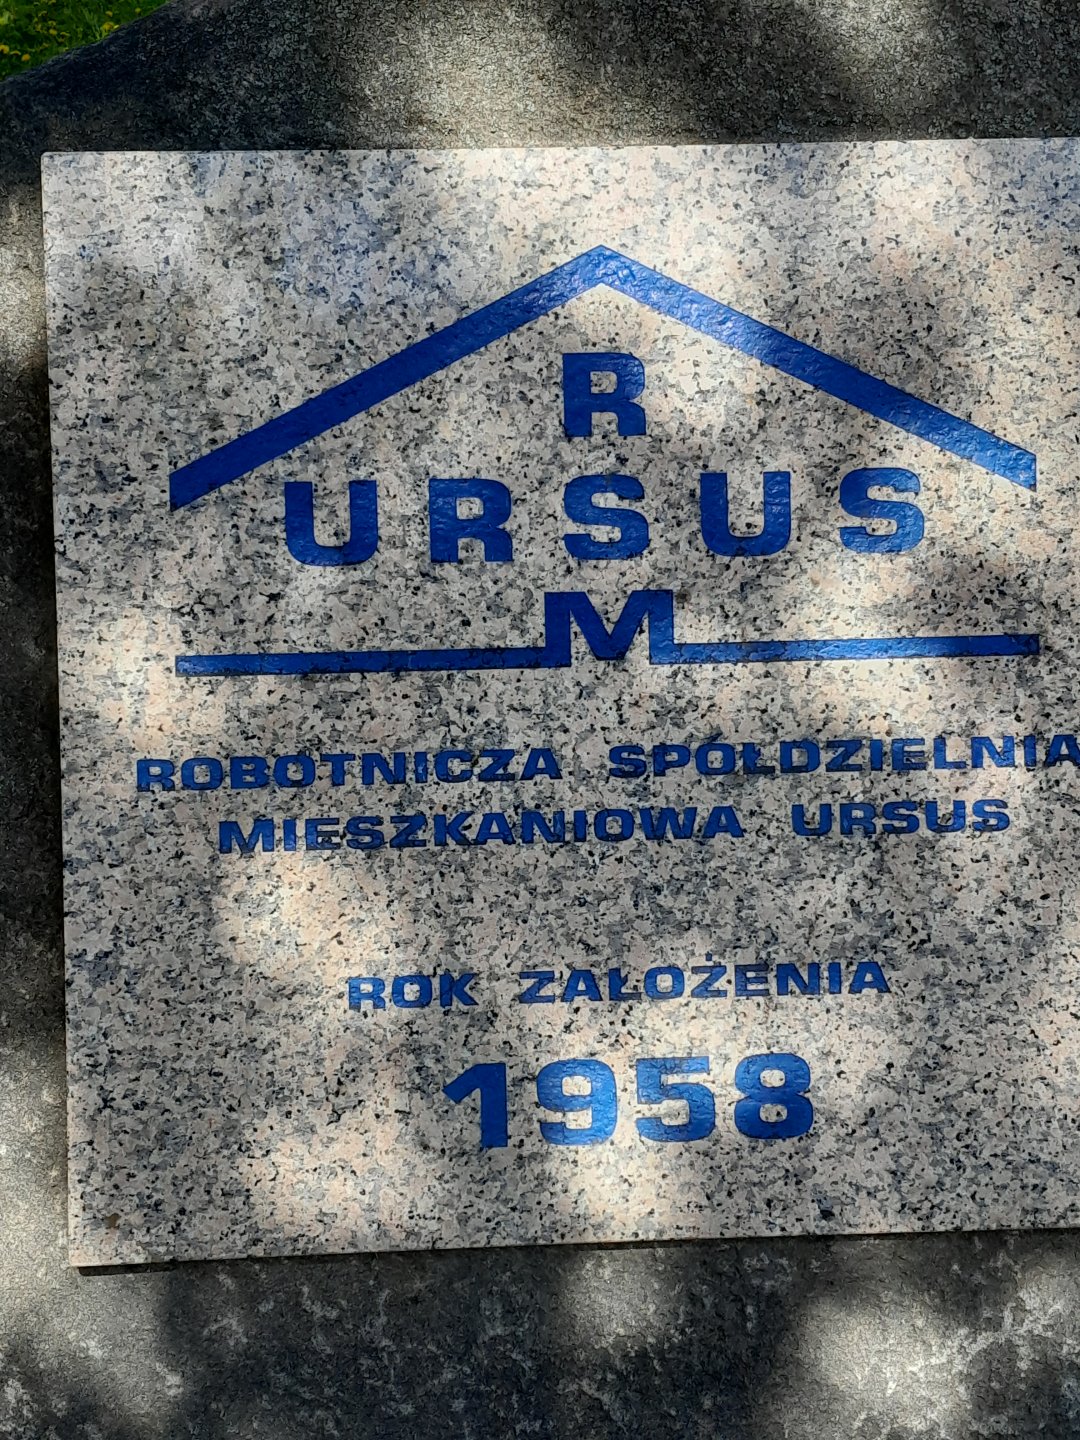 R
URSUS
M
ROBOTNICZA SPÓŁDZIELNIA
MIESZKANIOWA URSUS
ROK ZAŁOŻENIA
1958